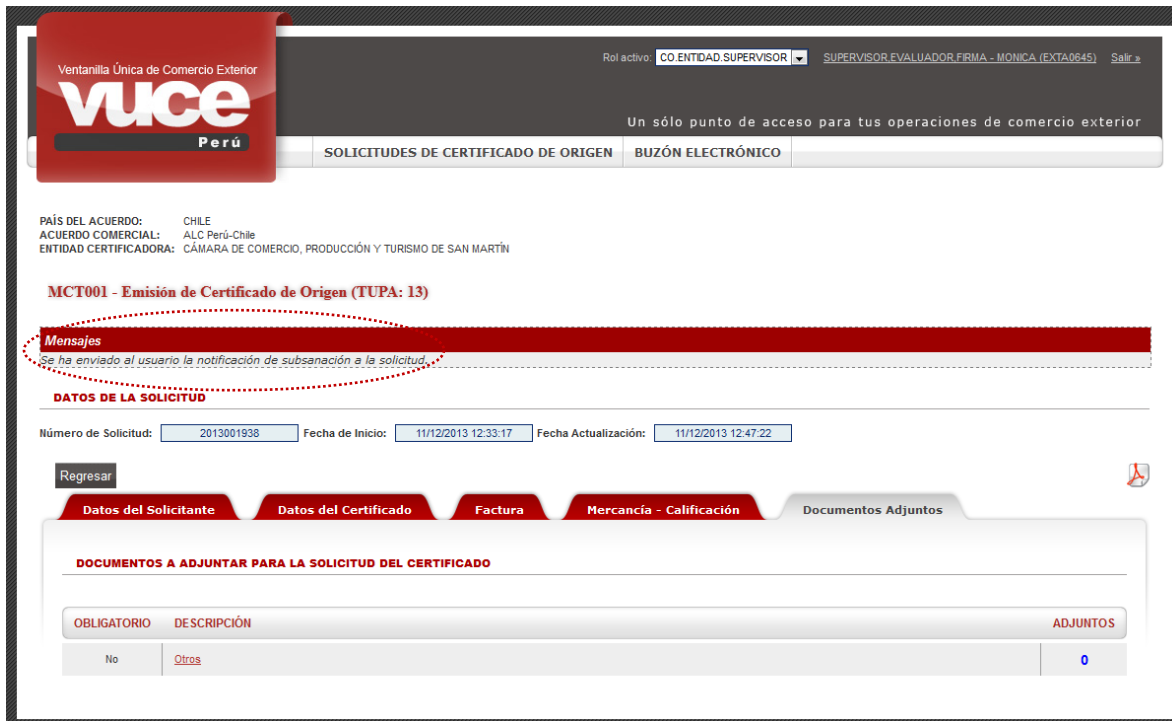 Ventanilla Única de Comercio Exterior
vuce
Perú
Rol activo: CO.ENTIDAD.SUPERVISOR SUPERVISOR.EVALUADOR.FIRMA - MONICA (EXTA0645) Salir »
Un sólo punto de acceso para tus operaciones de comercio exterior
SOLICITUDES DE CERTIFICADO DE ORIGEN BUZÓN ELECTRÓNICO
PAÍS DEL ACUERDO: CHILE
ACUERDO COMERCIAL: ALC Perú-Chile
ENTIDAD CERTIFICADORA: CÁMARA DE COMERCIO, PRODUCCIÓN Y TURISMO DE SAN MARTÍN
MCT001 - Emisión de Certificado de Origen (TUPA: 13)
Mensajes
Se ha enviado al usuario la notificación de subsanación a la solicitud.
DATOS DE LA SOLICITUD
Número de Solicitud: 2013001938 Fecha de Inicio: 11/12/2013 12:33:17 Fecha Actualización: 11/12/2013 12:47:22
Regresar
Datos del Solicitante Datos del Certificado Factura Mercancía - Calificación Documentos Adjuntos
DOCUMENTOS A ADJUNTAR PARA LA SOLICITUD DEL CERTIFICADO
OBLIGATORIO DESCRIPCIÓN ADJUNTOS
No Otros 0